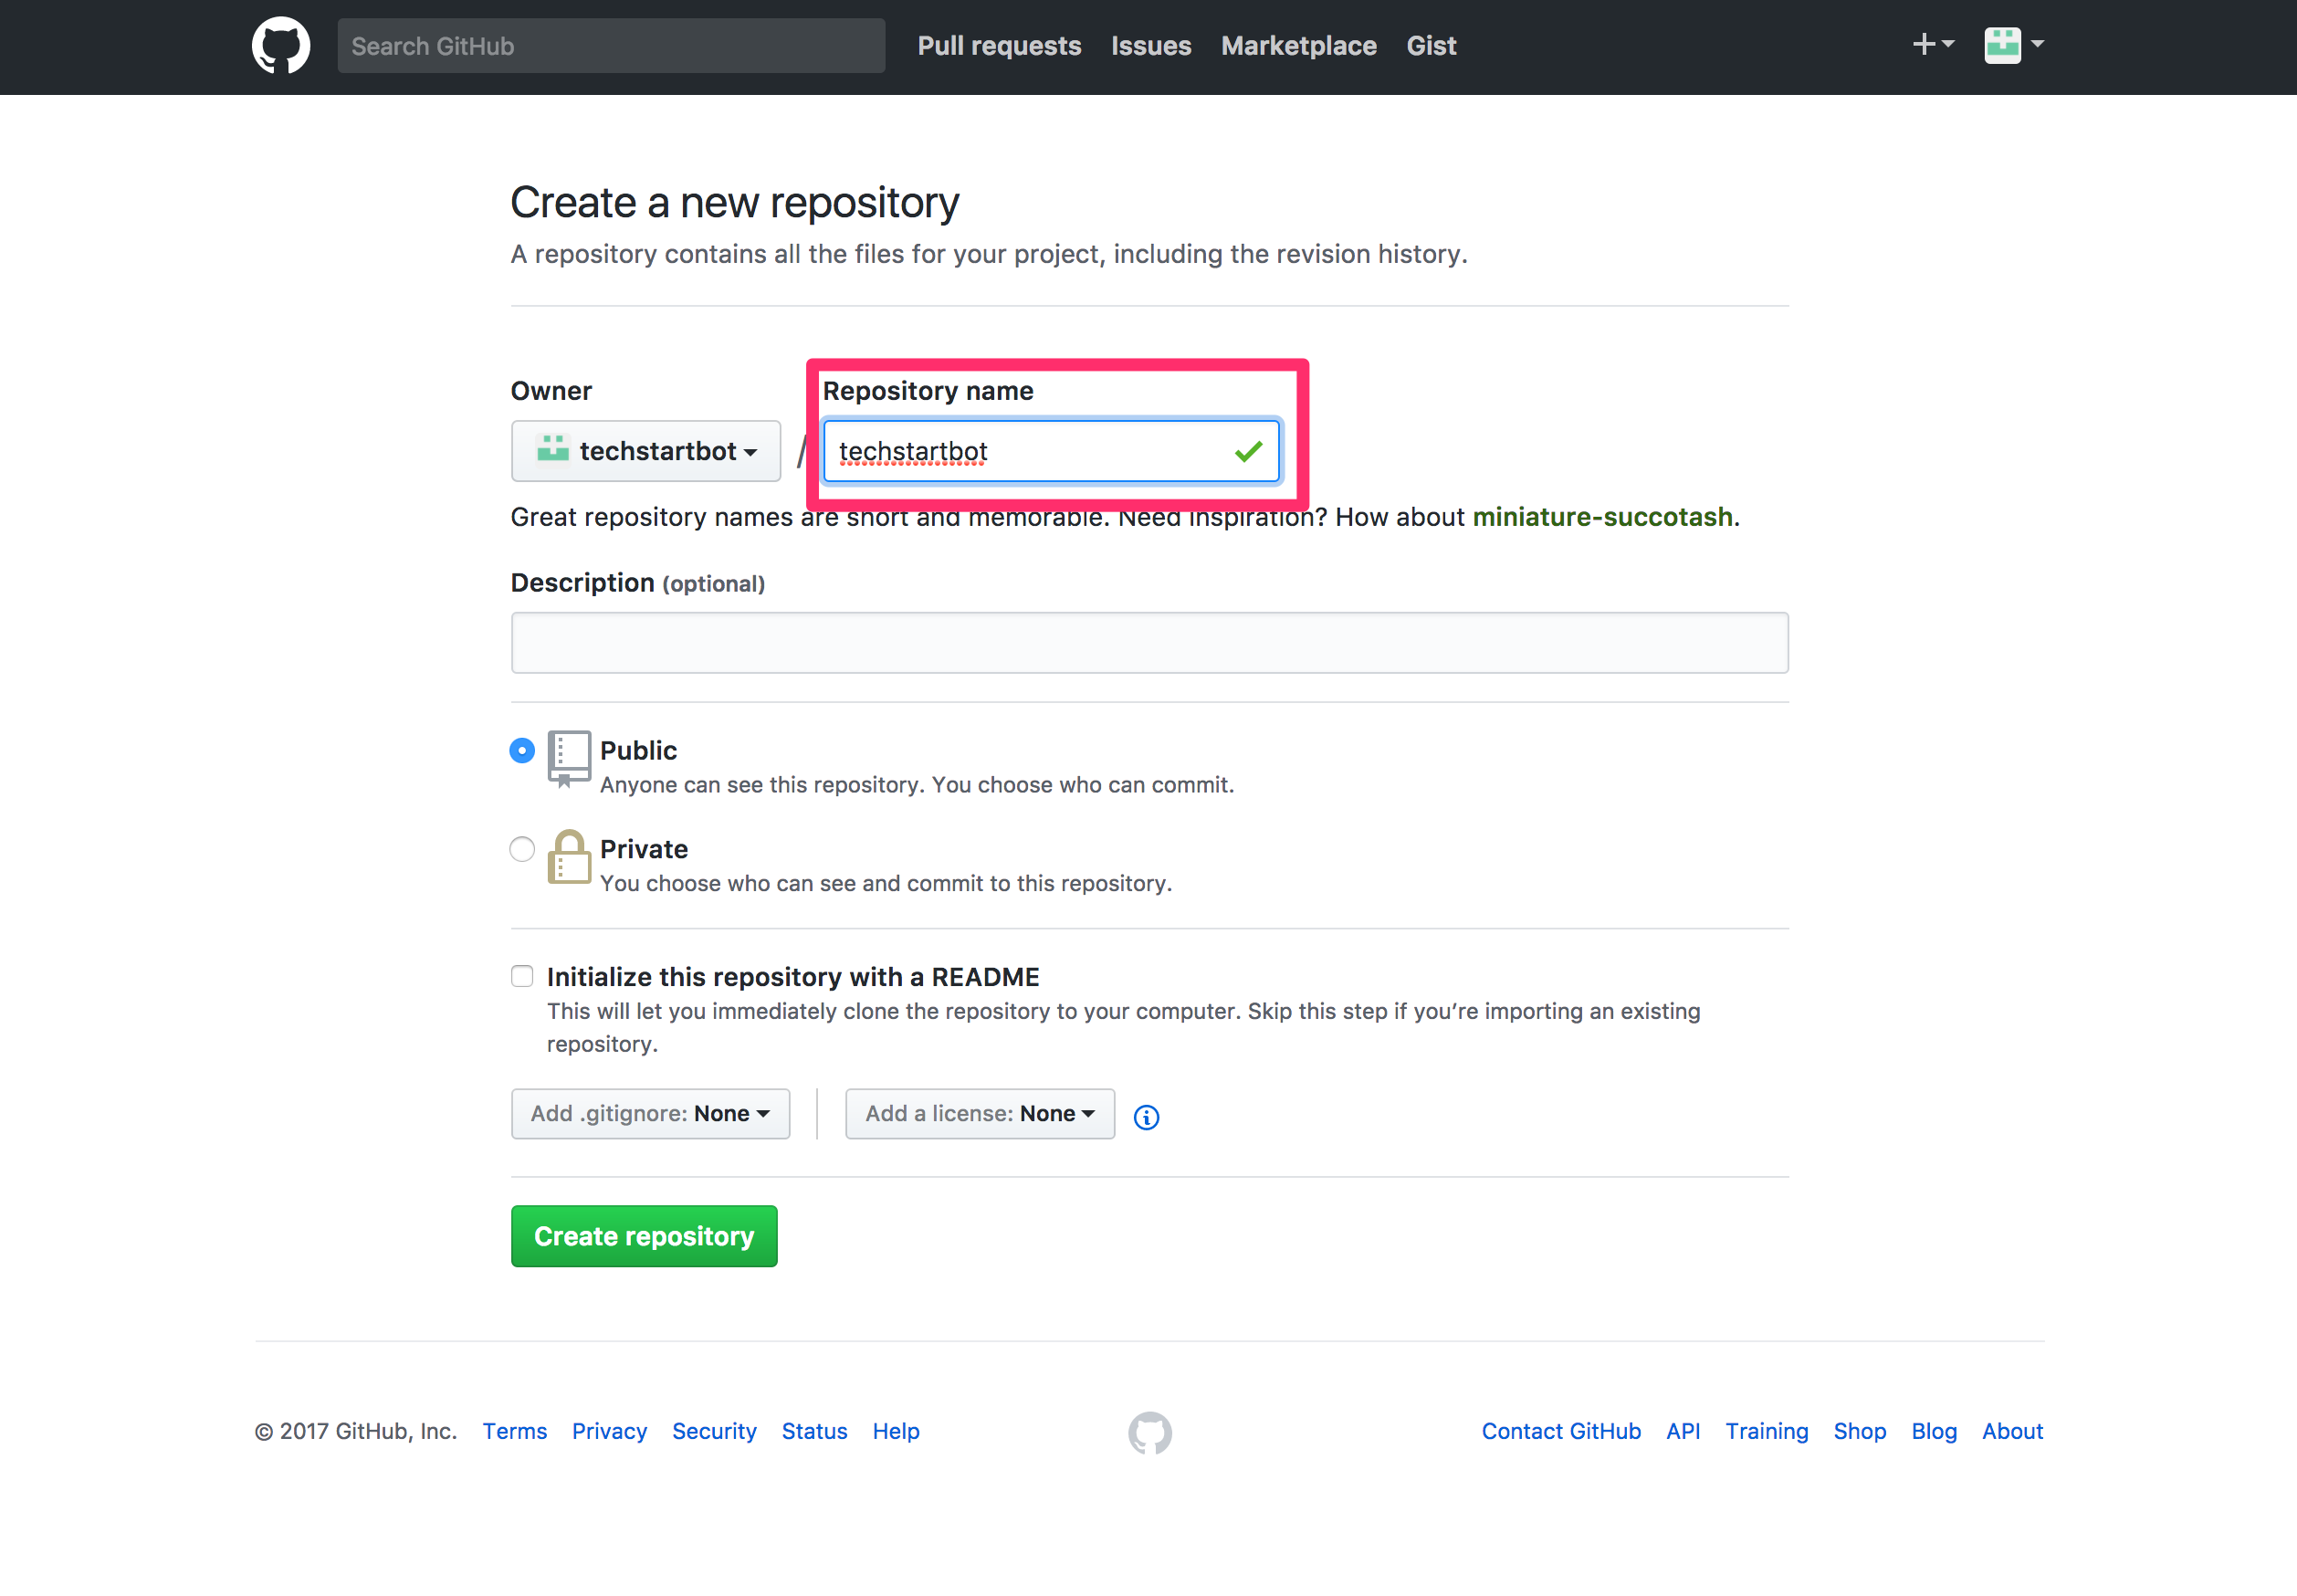 Search GitHub Pull requests Issues Marketplace Gist
Create a new repository
A repository contains all the files for your project, including the revision history.
Owner Repository name
techstartbot / techstartbot
Great repository names are short and memorable. Need inspiration? How about miniature-succotash.
Description (optional)
Public
Anyone can see this repository. You choose who can commit.
Private
You choose who can see and commit to this repository.
Initialize this repository with a README
This will let you immediately clone the repository to your computer. Skip this step if you’re importing an existing
repository.
Add .gitignore: None Add a license: None
Create repository
© 2017 GitHub, Inc. Terms Privacy Security Status Help Contact GitHub API Training Shop Blog About